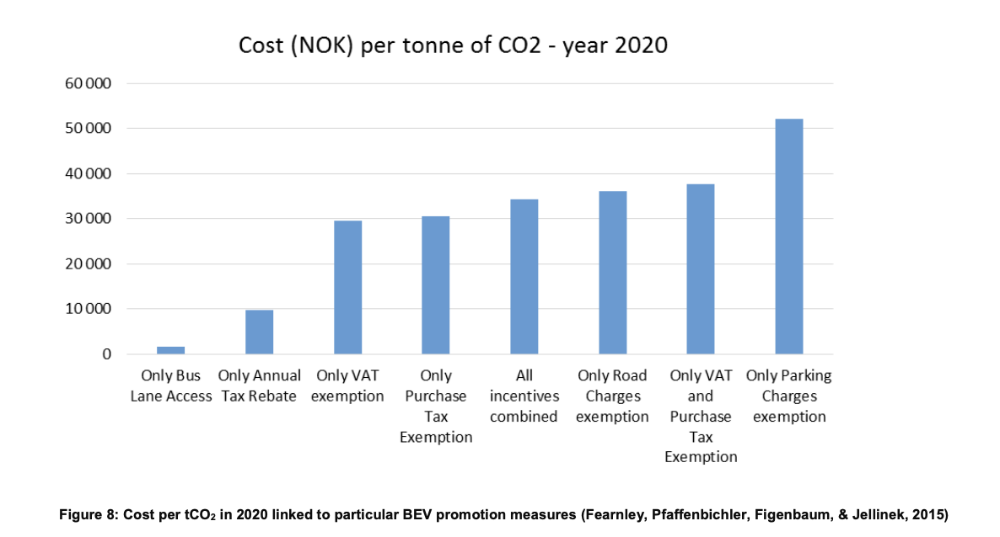 Cost (NOK) per tonne of CO2 - year 2020
60 000
50 000
40 000
30 000
20 000
10 000
0
Only Bus
Lane Access
Only Annual
Tax Rebate
Only VAT
exemption
Only
Purchase
Tax
Exemption
All
incentives
combined
Only Road
Charges
exemption
Only VAT
and
Purchase
Tax
Exemption
Only Parking
Charges
exemption
Figure 8: Cost per tCO₂ in 2020 linked to particular BEV promotion measures (Fearnley, Pfaffenbichler, Figenbaum, & Jellinek, 2015)